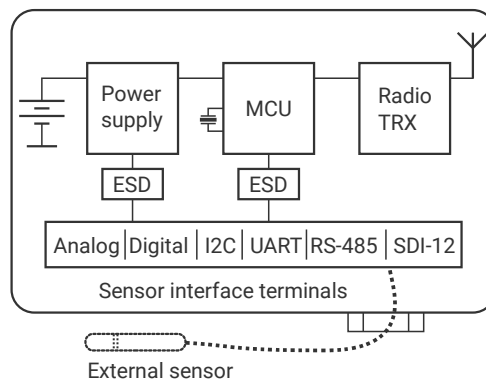 Power
supply
MCU
Radio
TRX
ESD
ESD
Analog Digital I2C UART RS-485 SDI-12
Sensor interface terminals
External sensor